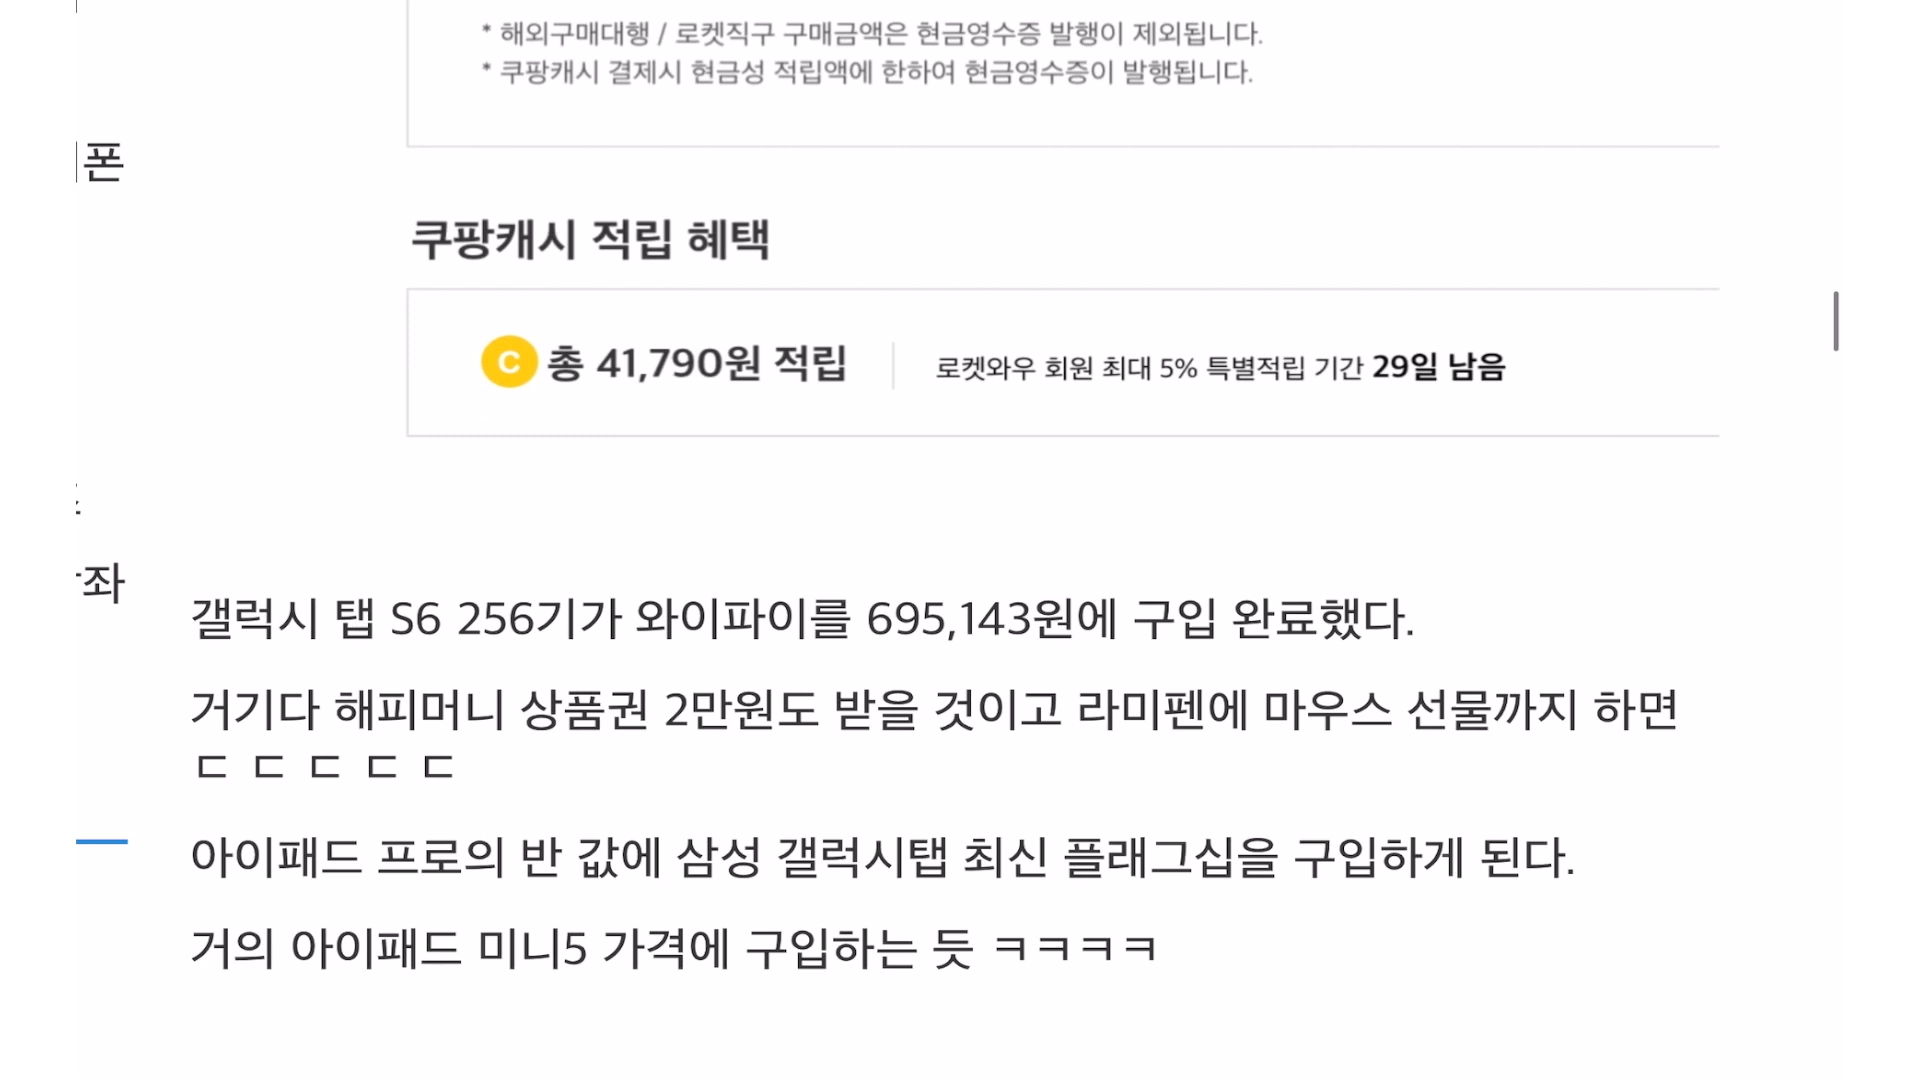 * 해외구매대행 / 로켓직구 구매금액은 현금영수증 발행이 제외됩니다.
* 쿠팡캐시 결제시 현금성 적립액에 한하여 현금영수증이 발행됩니다.
폰
쿠팡캐시 적립 혜택
C 총 41,790원 적립 로켓와우 회원 최대 5% 특별적립 기간 29일 남음
좌
갤럭시 탭 S6 256기가 와이파이를 695,143원에 구입 완료했다.
거기다 해피머니 상품권 2만원도 받을 것이고 라미펜에 마우스 선물까지 하면
ㄷ ㄷ ㄷ ㄷ ㄷ
아이패드 프로의 반 값에 삼성 갤럭시탭 최신 플래그십을 구입하게 된다.
거의 아이패드 미니5 가격에 구입하는 듯 ㅋㅋㅋㅋ